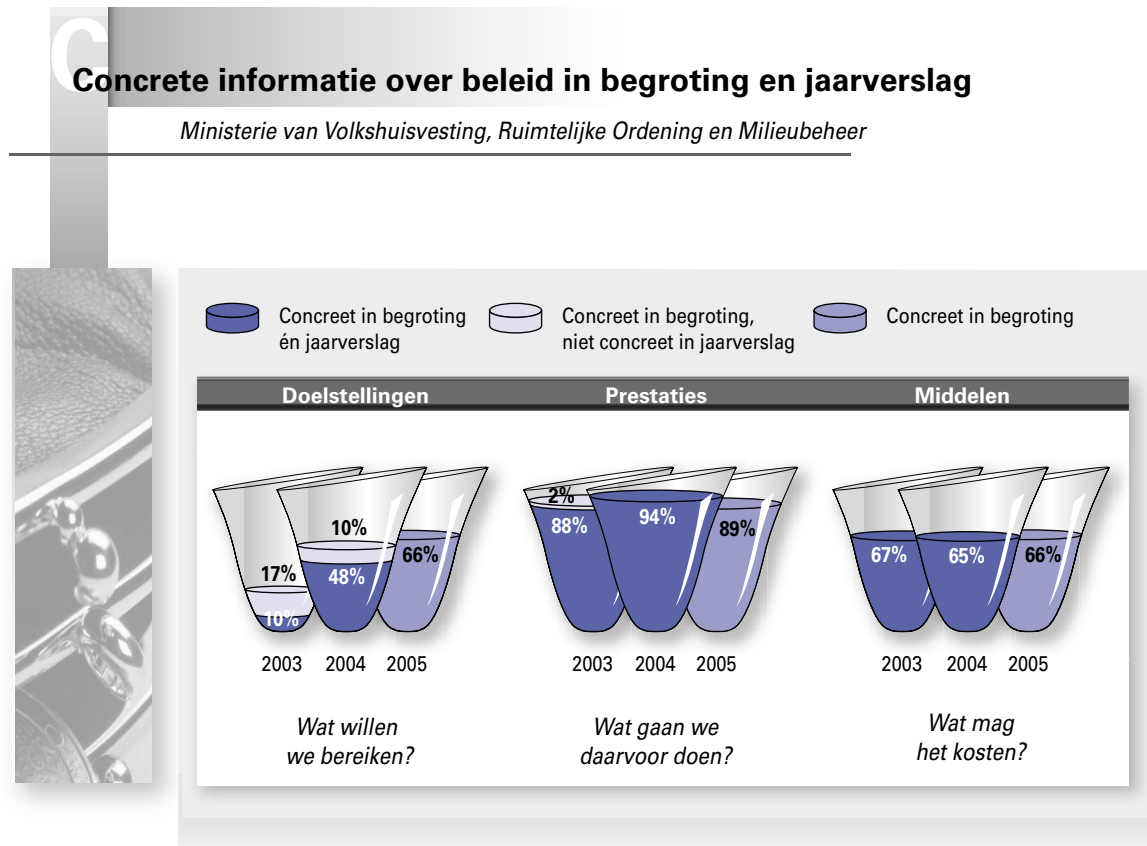 C
Concrete informatie over beleid in begroting en jaarverslag
Ministerie van Volkshuisvesting, Ruimtelijke Ordening en Milieubeheer
Concreet in begroting
én jaarverslag
Concreet in begroting,
niet concreet in jaarverslag
Concreet in begroting
Doelstellingen
Prestaties
Middelen
17%
10%
10%
48%
66%
2003 2004 2005
Wat willen
we bereiken?
2%
88%
94%
89%
2003 2004 2005
Wat gaan we
daarvoor doen?
67%
65%
66%
2003 2004 2005
Wat mag
het kosten?